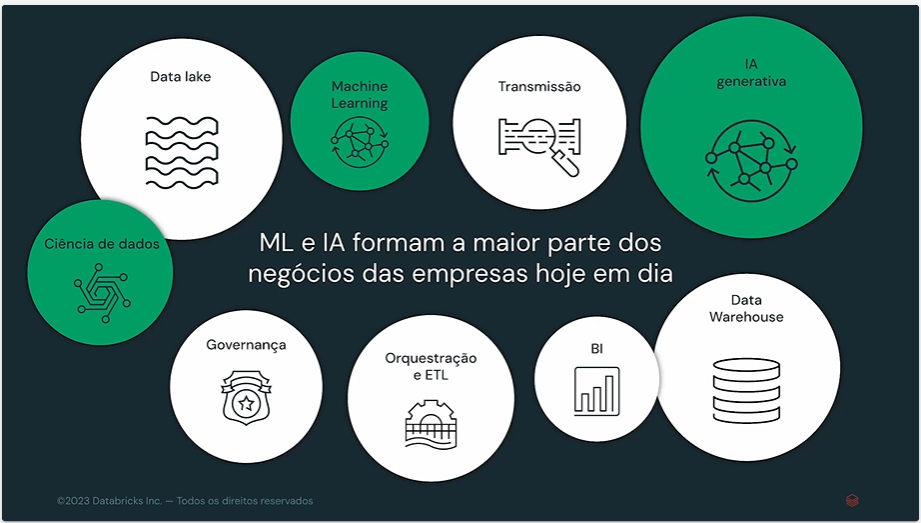 Data lake
Machine
Learning
Transmissão
IA
generativa
Ciência de dados
ML e IA formam a maior parte dos
negócios das empresas hoje em dia
Governança
Orquestração
e ETL
BI
Data
Warehouse
©2023 Databricks Inc. — Todos os direitos reservados